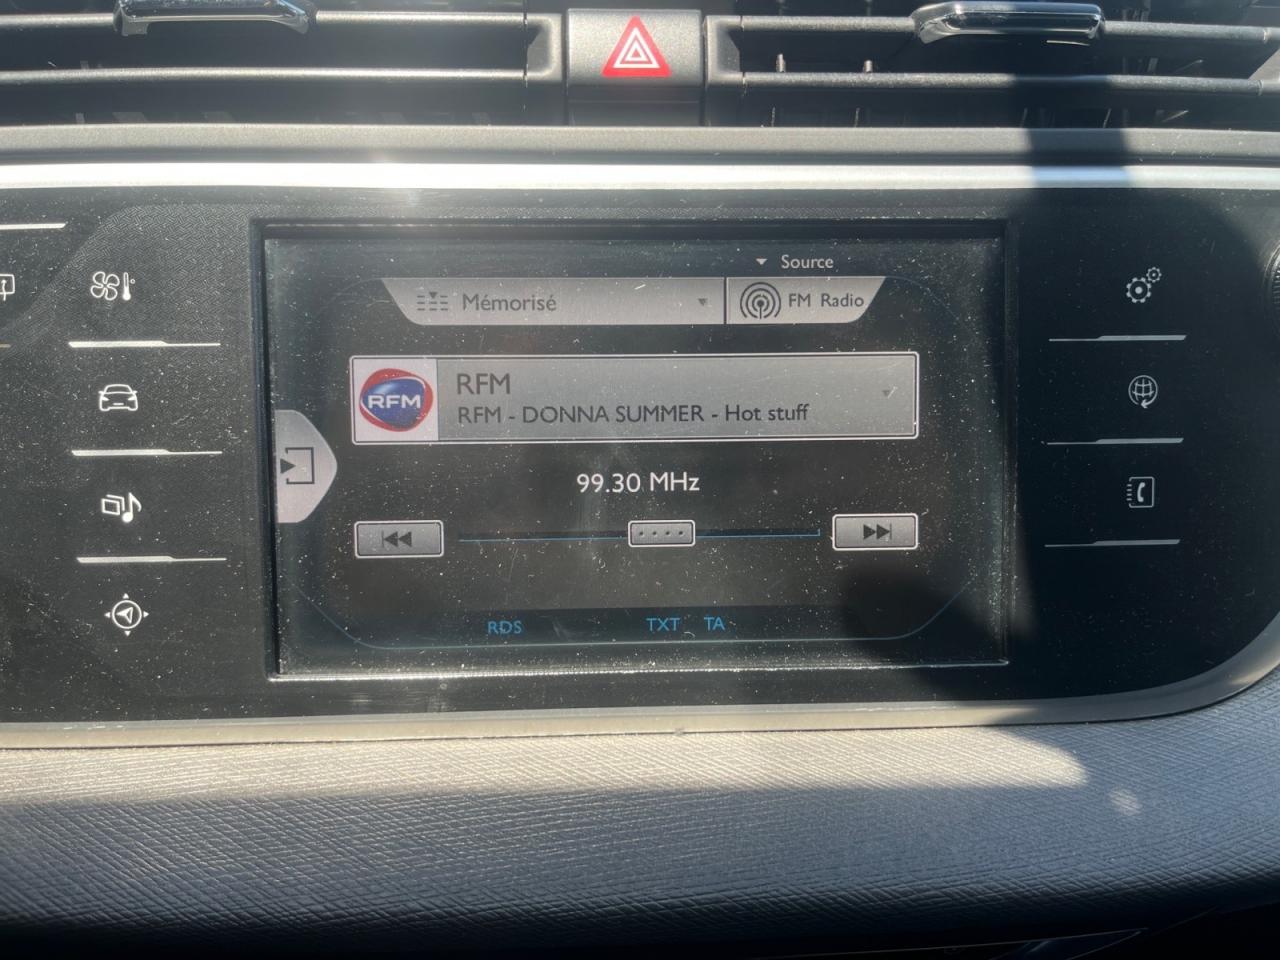 Source
Mémorisé
FM Radio
RFM
RFM
RFM - DONNA SUMMER - Hot stuff
99.30 MHz
RDS TXT TA